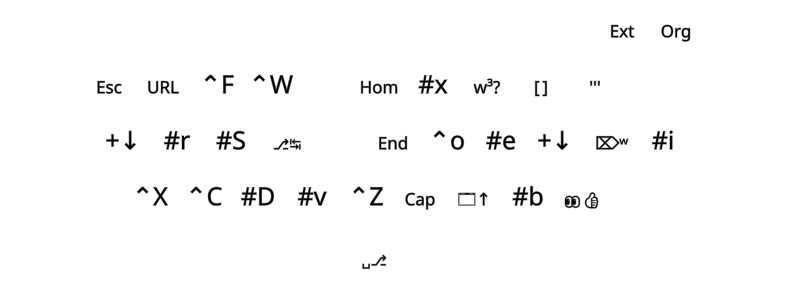 Ext Org
Esc URL ^F ^W Hom #x w³? [] '''
+↓ #r #S ⎇↹ End ^o #e +↓ ⌦ʷ #i
^X ^C #D #v ^Z Cap 🗔↑ #b 👀👍
␣⎇